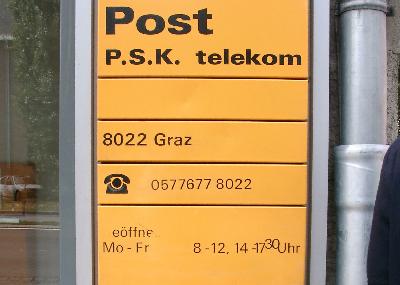 Post
P.S.K. telekom
8022 Graz
☎ 0577677 8022
eöffne
Mo - Fr 8 - 12, 14 -17³⁰Uhr